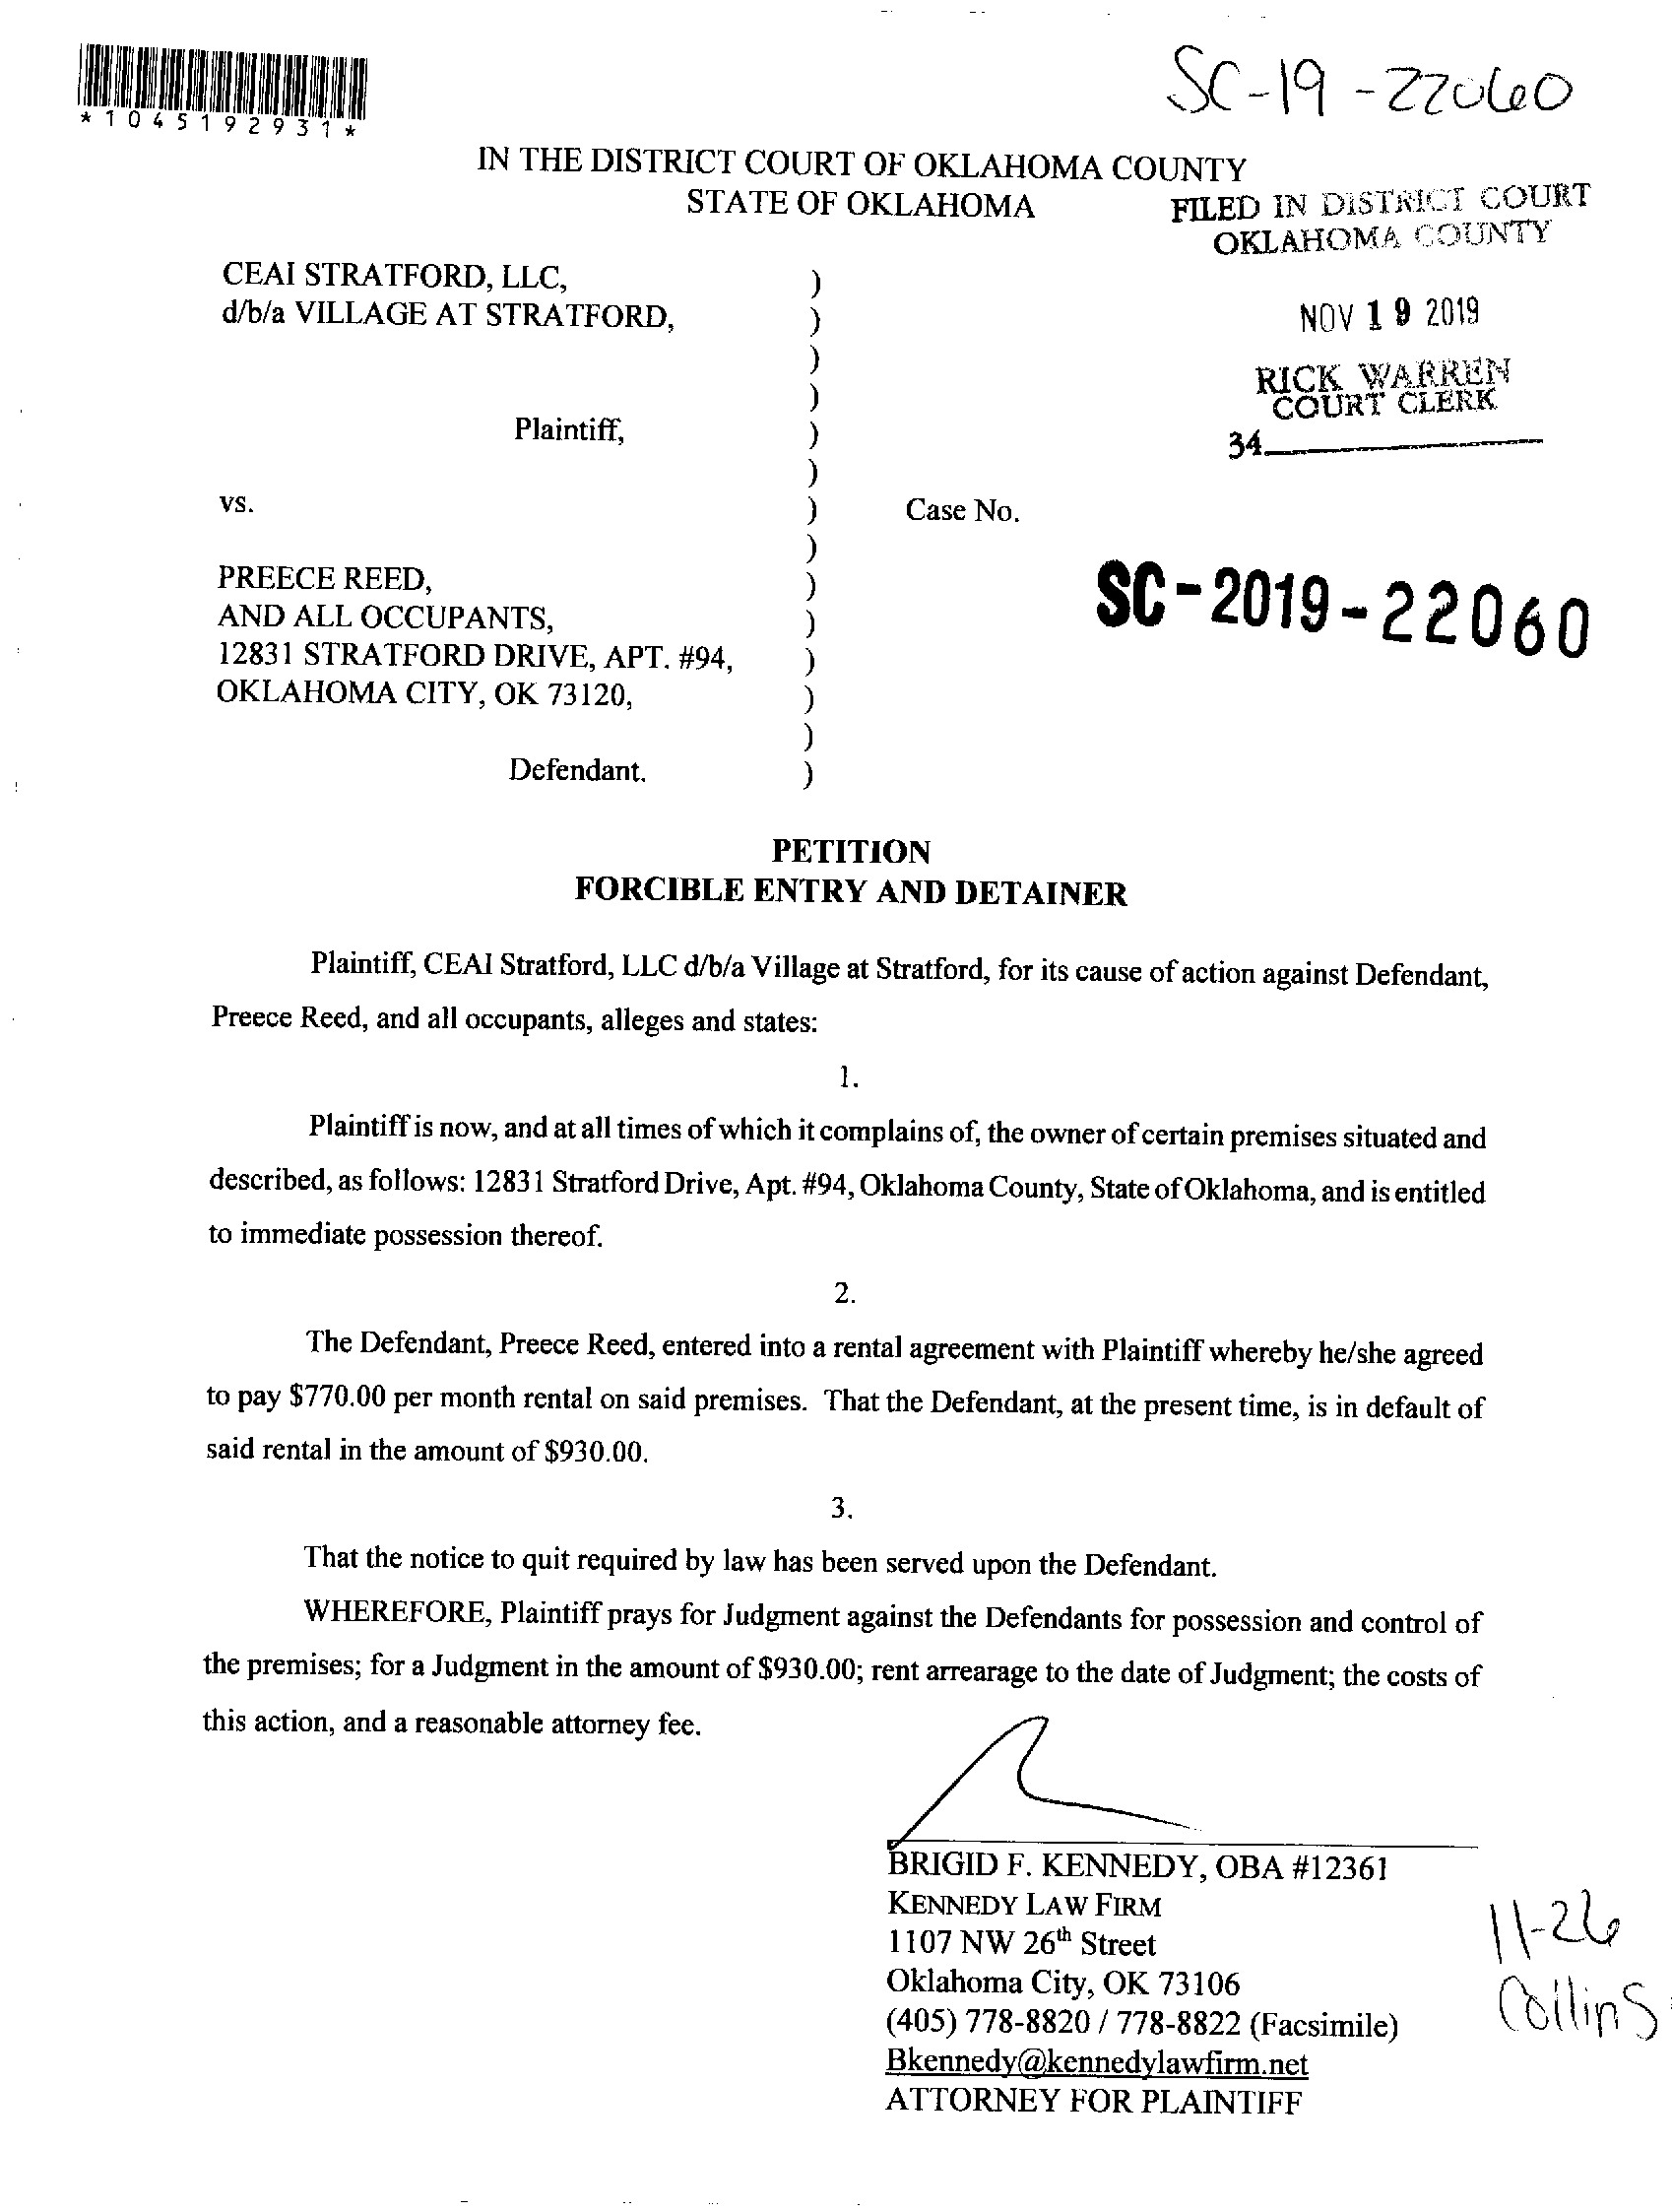 SC-19-22060
*1045192931*
IN THE DISTRICT COURT OF OKLAHOMA COUNTY
STATE OF OKLAHOMA
FILED IN DISTRICT COURT
OKLAHOMA COUNTY
CEAI STRATFORD, LLC, )
d/b/a VILLAGE AT STRATFORD, )
NOV 19 2019
)
RICK WARREN
COURT CLERK
)
Plaintiff, )
34
)
vs. ) Case No.
)
PREECE REED, )
SC-2019-22060
AND ALL OCCUPANTS, )
12831 STRATFORD DRIVE, APT. #94, )
OKLAHOMA CITY, OK 73120, )
)
Defendant. )
PETITION
FORCIBLE ENTRY AND DETAINER
Plaintiff, CEAI Stratford, LLC d/b/a Village at Stratford, for its cause of action against Defendant,
Preece Reed, and all occupants, alleges and states:
1.
Plaintiff is now, and at all times of which it complains of, the owner of certain premises situated and
described, as follows: 12831 Stratford Drive, Apt. #94, Oklahoma County, State of Oklahoma, and is entitled
to immediate possession thereof.
2.
The Defendant, Preece Reed, entered into a rental agreement with Plaintiff whereby he/she agreed
to pay $770.00 per month rental on said premises. That the Defendant, at the present time, is in default of
said rental in the amount of $930.00.
3.
That the notice to quit required by law has been served upon the Defendant.
WHEREFORE, Plaintiff prays for Judgment against the Defendants for possession and control of
the premises; for a Judgment in the amount of $930.00; rent arrearage to the date of Judgment; the costs of
this action, and a reasonable attorney fee.
BRIGID F. KENNEDY, OBA #12361
KENNEDY LAW FIRM
1107 NW 26th Street
Oklahoma City, OK 73106
(405) 778-8820 / 778-8822 (Facsimile)
Bkennedy@kennedylawfirm.net
ATTORNEY FOR PLAINTIFF
11-26
Collins